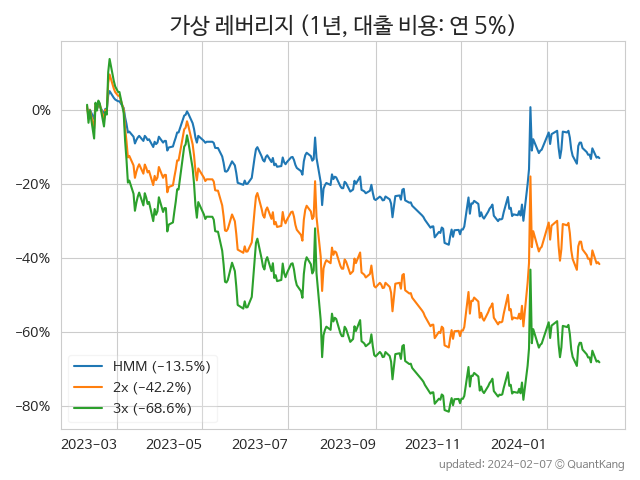 가상 레버리지 (1년, 대출 비용: 연 5%)
0%
−20%
−40%
−60%
−80%
HMM (−13.5%)
2x (−42.2%)
3x (−68.6%)
2023-03 2023-05 2023-07 2023-09 2023-11 2024-01
updated: 2024-02-07 © QuantKang